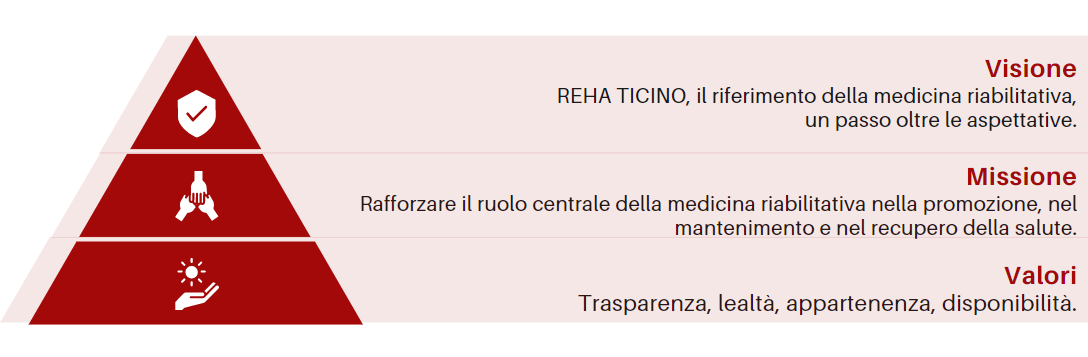 Visione
REHA TICINO, il riferimento della medicina riabilitativa,
un passo oltre le aspettative.
Missione
Rafforzare il ruolo centrale della medicina riabilitativa nella promozione, nel
mantenimento e nel recupero della salute.
Valori
Trasparenza, lealtà, appartenenza, disponibilità.